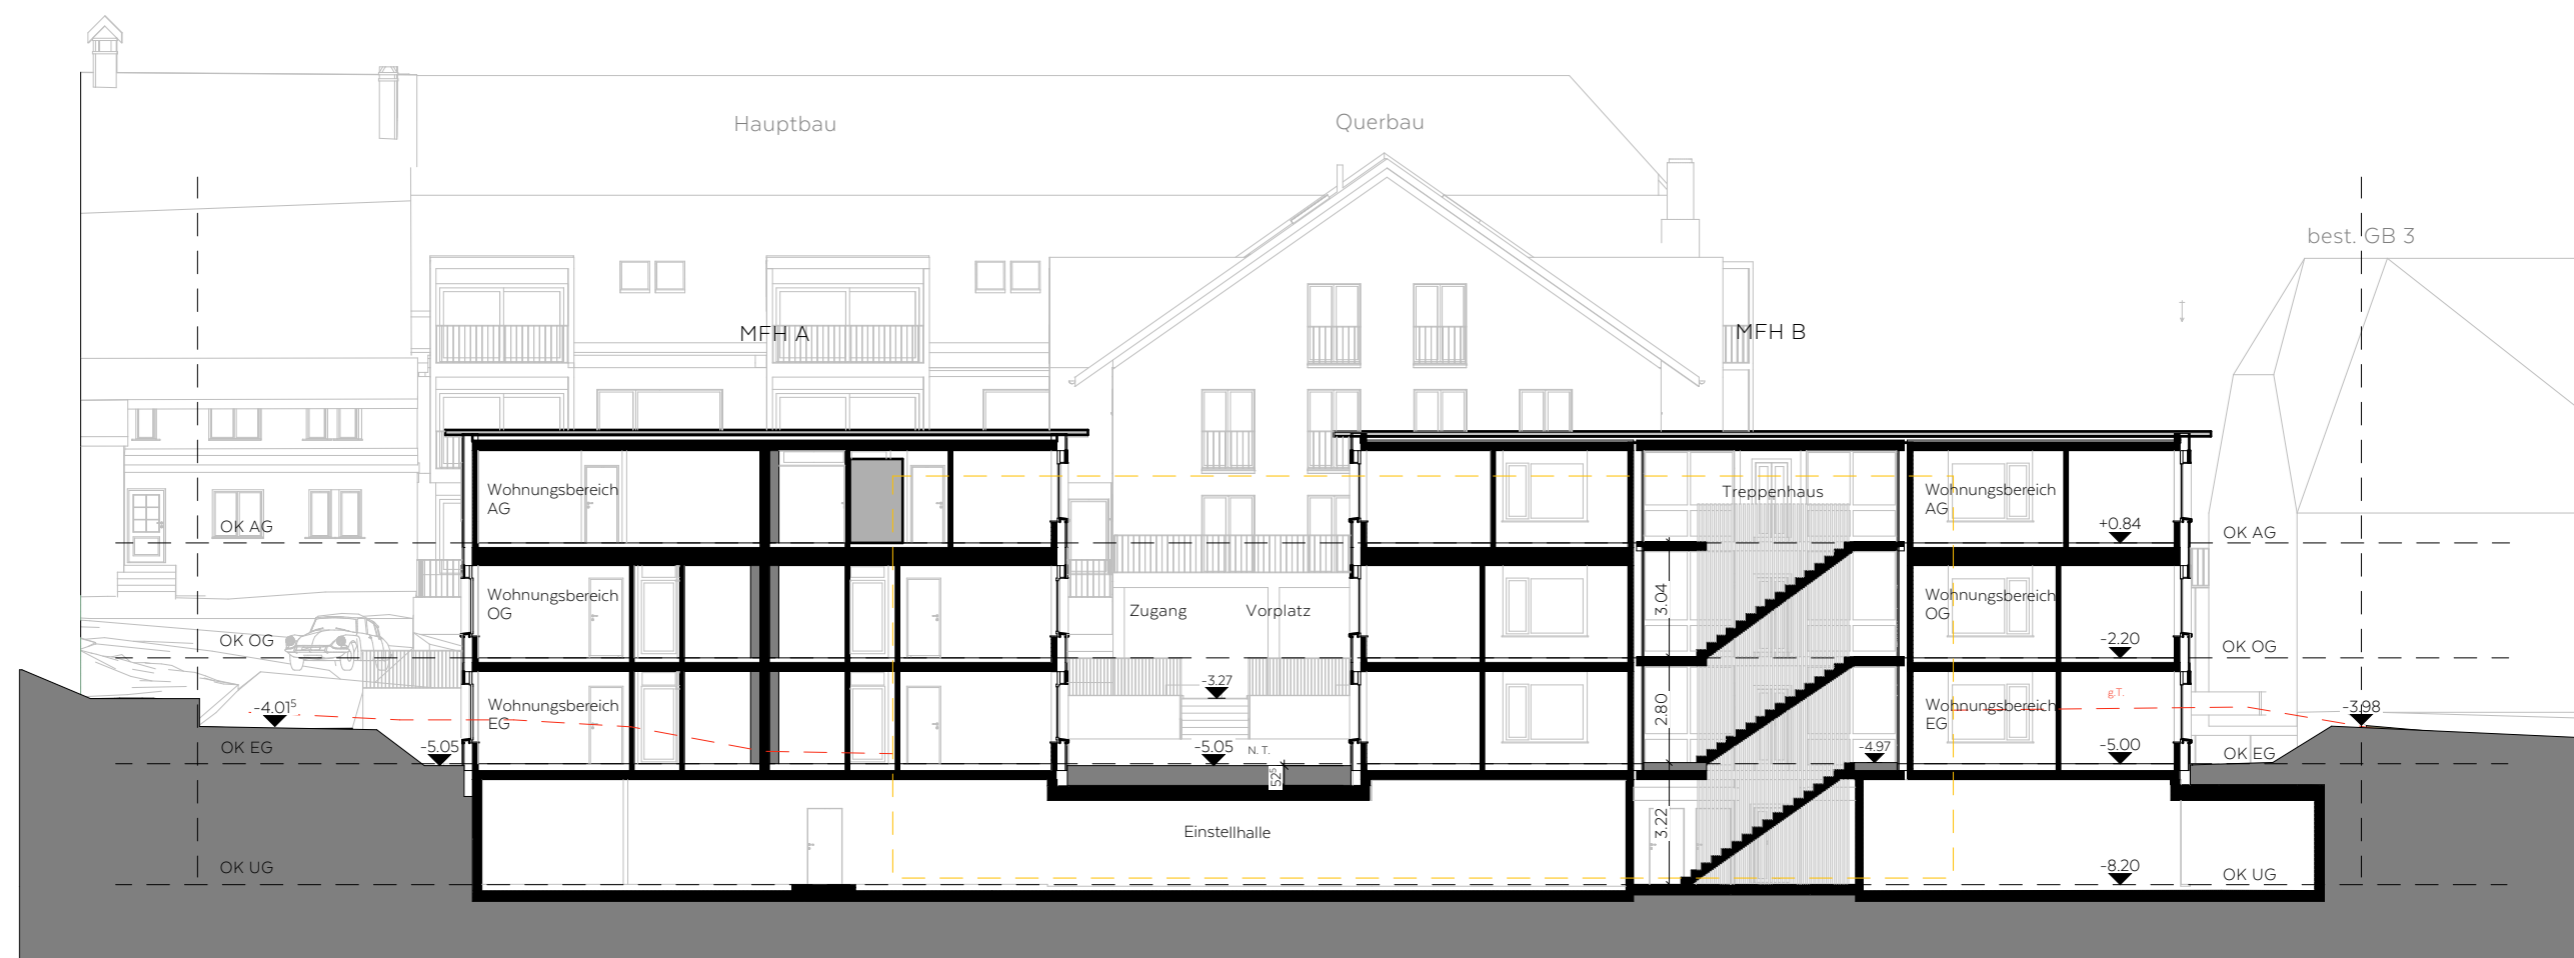 Hauptbau
Querbau
best. GB 3
MFH A
MFH B
Wohnungsbereich
AG
Treppenhaus
Wohnungsbereich
AG
OK AG
+0.84
OK AG
Wohnungsbereich
OG
Zugang
Vorplatz
3.04
Wohnungsbereich
OG
OK OG
-2.20
OK OG
-3.27
g.T.
-4.01⁵
Wohnungsbereich
EG
2.80
Wohnungsbereich
EG
-3.98
OK EG
-5.05
-5.05
N. T.
-4.97
-5.00
OK EG
52⁵
Einstellhalle
3.22
OK UG
-8.20
OK UG